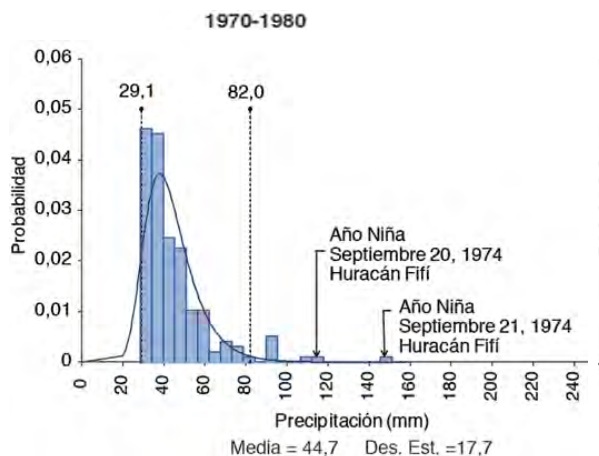 1970-1980
0,06
0,05
0,04
0,03
0,02
0,01
0
Probabilidad
29,1
82,0
Año Niña
Septiembre 20, 1974
Huracán Fifí
Año Niña
Septiembre 21, 1974
Huracán Fifí
0
20
40
60
80
100
120
140
160
180
200
220
240
Precipitación (mm)
Media = 44,7 Des. Est. =17,7